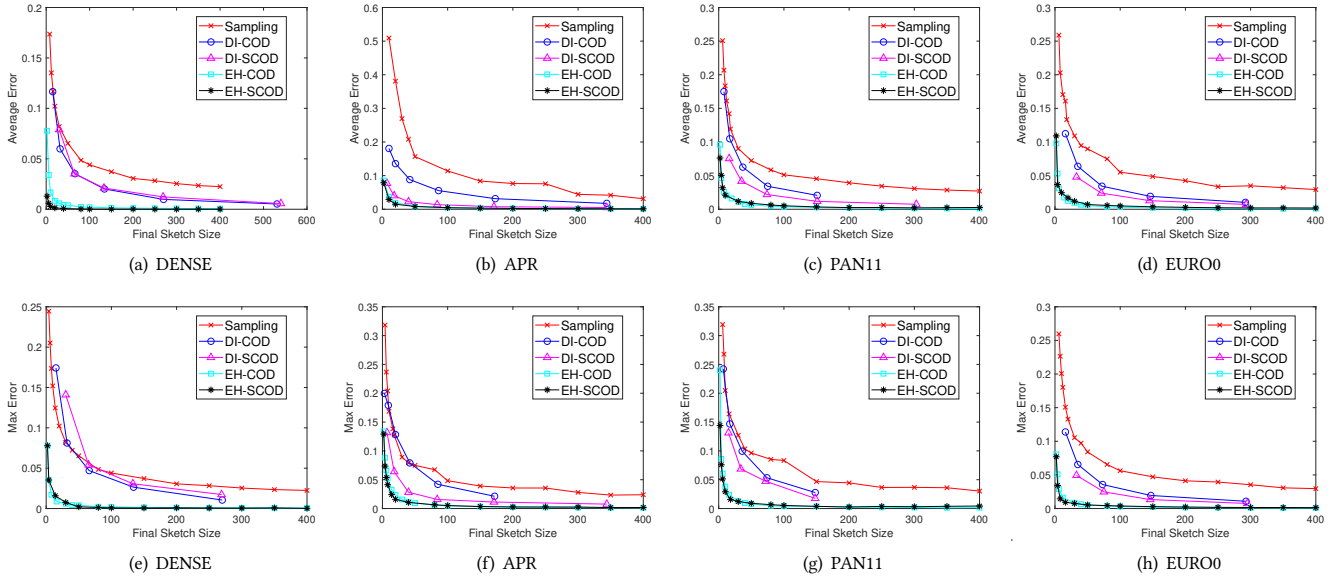 0.2
0.15
0.1
0.05
0
Average Error
Sampling
DI-COD
DI-SCOD
EH-COD
EH-SCOD
0 100 200 300 400 500 600
Final Sketch Size
(a) DENSE
0.6
0.5
0.4
0.3
0.2
0.1
0
Average Error
Sampling
DI-COD
DI-SCOD
EH-COD
EH-SCOD
0 100 200 300 400
Final Sketch Size
(b) APR
0.3
0.25
0.2
0.15
0.1
0.05
0
Average Error
Sampling
DI-COD
DI-SCOD
EH-COD
EH-SCOD
0 100 200 300 400
Final Sketch Size
(c) PAN11
0.3
0.25
0.2
0.15
0.1
0.05
0
Average Error
Sampling
DI-COD
DI-SCOD
EH-COD
EH-SCOD
0 100 200 300 400
Final Sketch Size
(d) EURO0
0.25
0.2
0.15
0.1
0.05
0
Max Error
Sampling
DI-COD
DI-SCOD
EH-COD
EH-SCOD
0 100 200 300 400
Final Sketch Size
(e) DENSE
0.35
0.3
0.25
0.2
0.15
0.1
0.05
0
Max Error
Sampling
DI-COD
DI-SCOD
EH-COD
EH-SCOD
0 100 200 300 400
Final Sketch Size
(f) APR
0.35
0.3
0.25
0.2
0.15
0.1
0.05
0
Max Error
Sampling
DI-COD
DI-SCOD
EH-COD
EH-SCOD
0 100 200 300 400
Final Sketch Size
(g) PAN11
0.3
0.25
0.2
0.15
0.1
0.05
0
Max Error
Sampling
DI-COD
DI-SCOD
EH-COD
EH-SCOD
0 100 200 300 400
Final Sketch Size
(h) EURO0